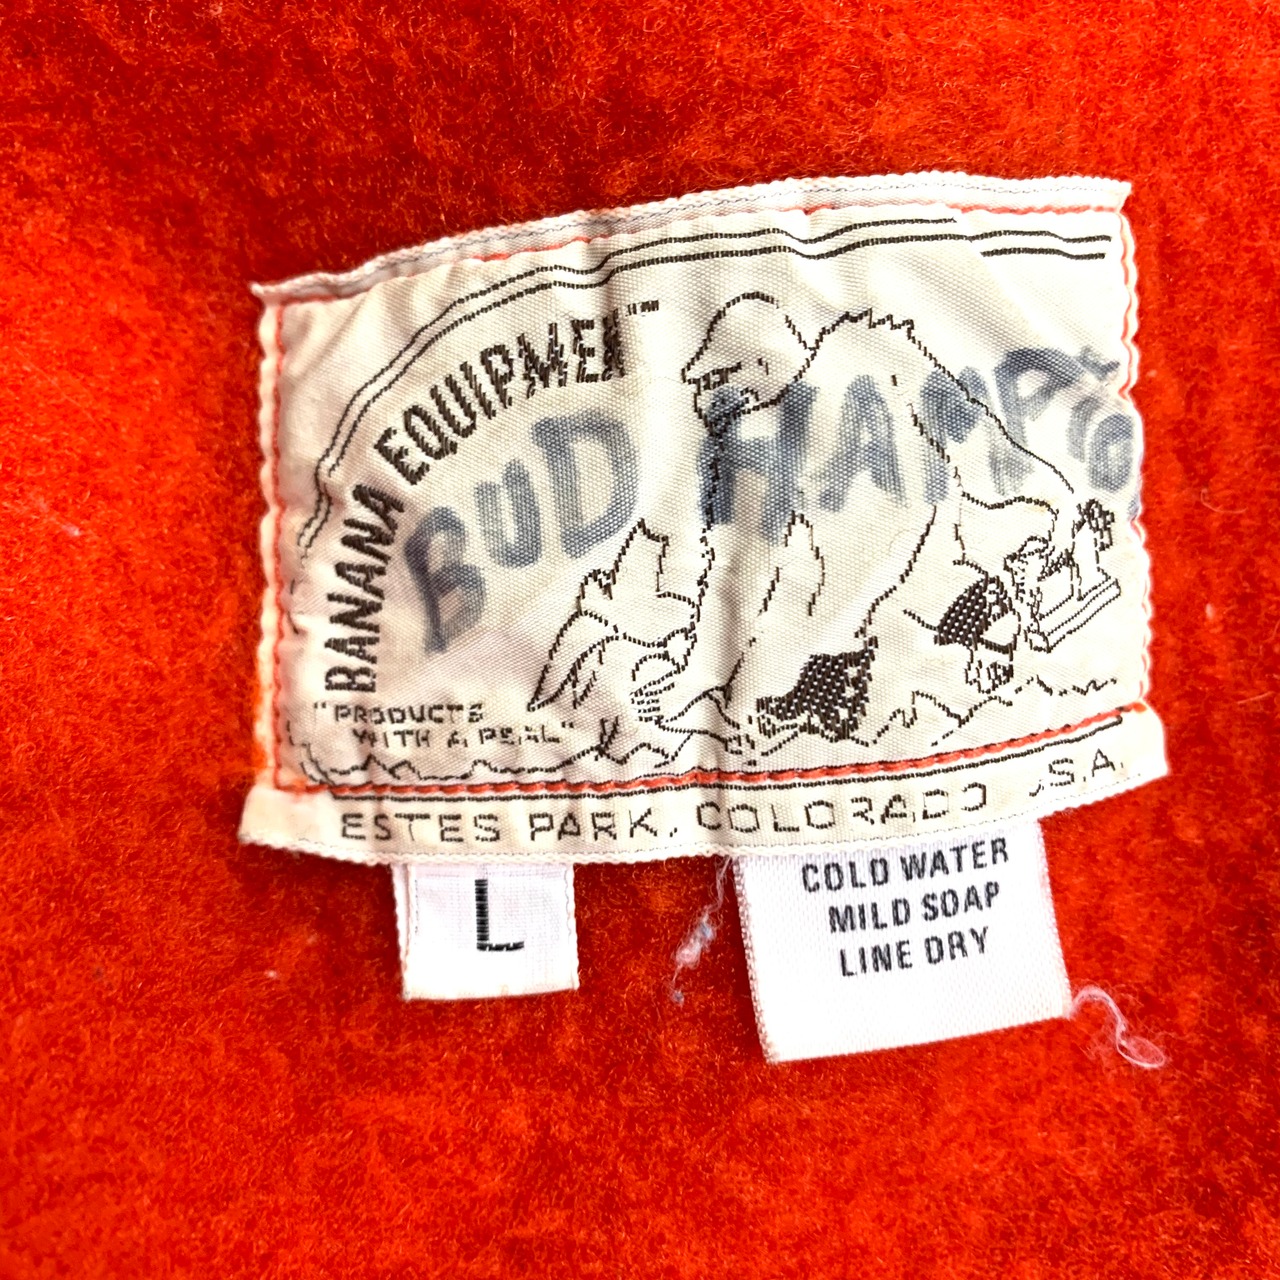 BANANA EQUIPMENT™
BUD
"PRODUCTS
WITH A PEAL"
ESTES PARK, COLORADO U.S.A.
L
COLD WATER
MILD SOAP
LINE DRY